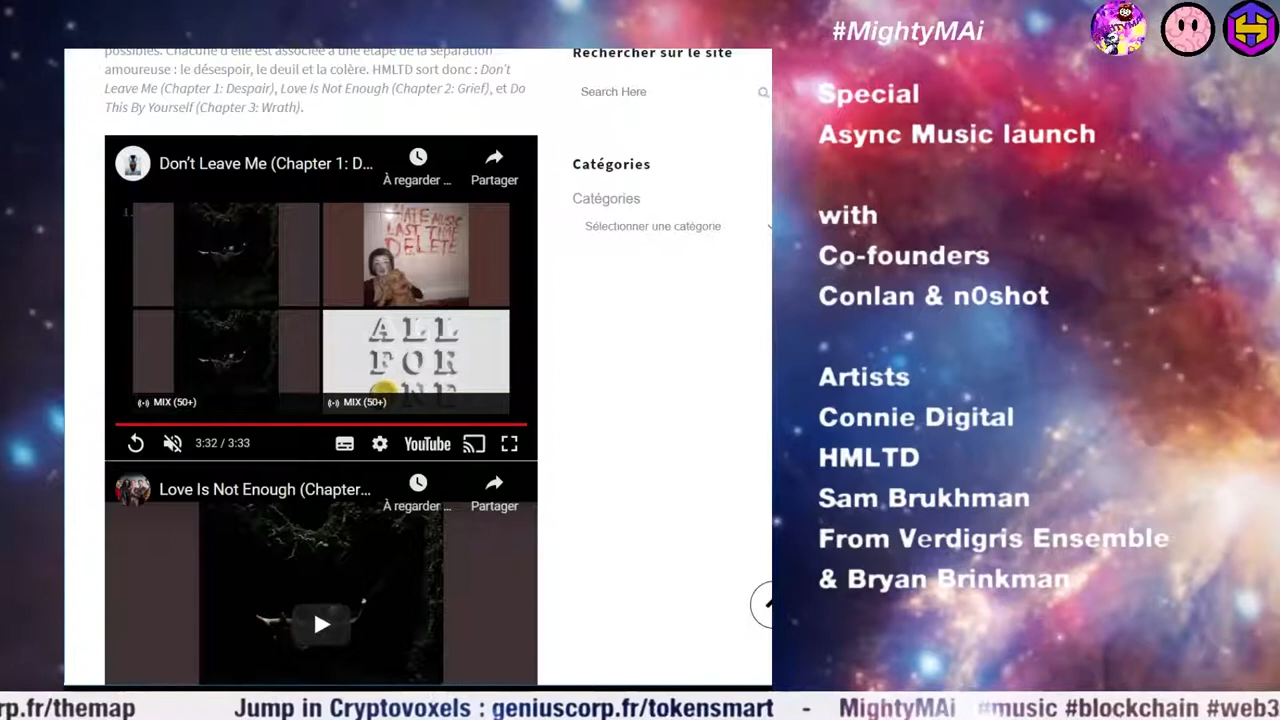 #MightyMAi
possibles. Chacune d'elle est associée à une étape de la séparation
amoureuse : le désespoir, le deuil et la colère. HMLTD sort donc : Don't
Leave Me (Chapter 1: Despair), Love Is Not Enough (Chapter 2: Grief), et Do
This By Yourself (Chapter 3: Wrath).
Rechercher sur le site
Search Here
Catégories
Catégories
Sélectionner une catégorie
Don't Leave Me (Chapter 1: D...
À regarder ...
Partager
1.
HATE MUSIC
LAST TIME
DELETE
ALL
FOR
ONE
MIX (50+)
MIX (50+)
3:32 / 3:33
YouTube
Love Is Not Enough (Chapter...
À regarder ...
Partager
Special
Async Music launch
with
Co-founders
Conlan & n0shot
Artists
Connie Digital
HMLTD
Sam Brukhman
From Verdigris Ensemble
& Bryan Brinkman
rp.fr/themap Jump in Cryptovoxels : geniuscorp.fr/tokensmart - MightyMAi #music #blockchain #web3